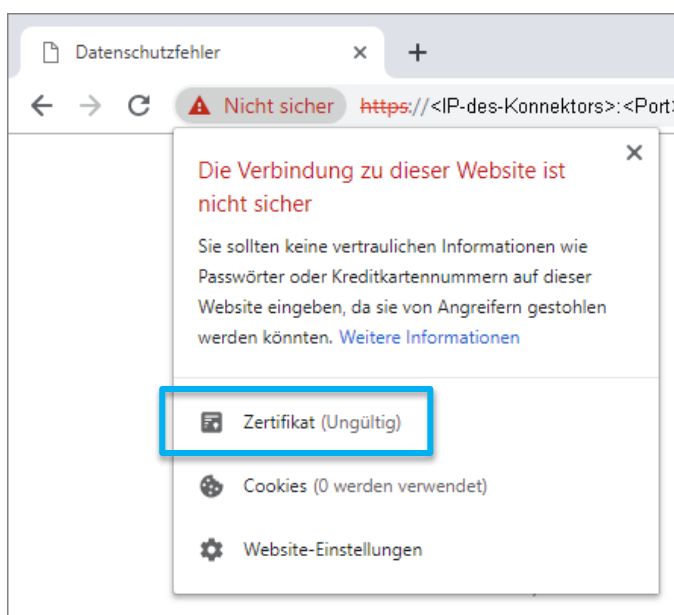 Datenschutzfehler
Nicht sicher https://<IP-des-Konnektors>:<Port>
Die Verbindung zu dieser Website ist
nicht sicher
Sie sollten keine vertraulichen Informationen wie
Passwörter oder Kreditkartennummern auf dieser
Website eingeben, da sie von Angreifern gestohlen
werden könnten. Weitere Informationen
Zertifikat (Ungültig)
Cookies (0 werden verwendet)
Website-Einstellungen